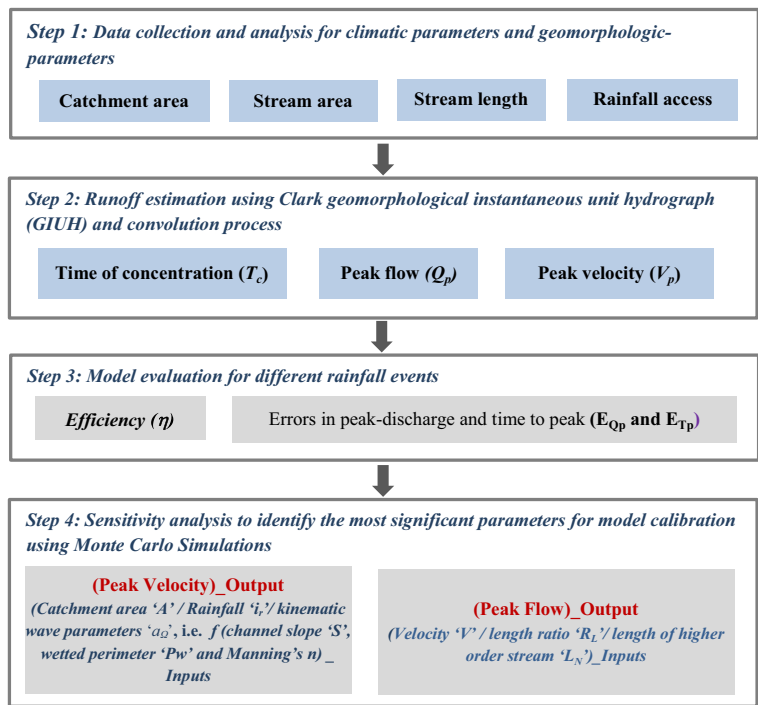 Step 1: Data collection and analysis for climatic parameters and geomorphologic-
parameters
Catchment area
Stream area
Stream length
Rainfall access
Step 2: Runoff estimation using Clark geomorphological instantaneous unit hydrograph
(GIUH) and convolution process
Time of concentration (Tc)
Peak flow (Qp)
Peak velocity (Vp)
Step 3: Model evaluation for different rainfall events
Efficiency (η)
Errors in peak-discharge and time to peak (EQp and ETp)
Step 4: Sensitivity analysis to identify the most significant parameters for model calibration
using Monte Carlo Simulations
(Peak Velocity)_Output
(Catchment area ‘A’ / Rainfall ‘ir’/ kinematic
wave parameters ‘aΩ’, i.e. f (channel slope ‘S’,
wetted perimeter ‘Pw’ and Manning’s n) _
Inputs
(Peak Flow)_Output
(Velocity ‘V’ / length ratio ‘RL’/ length of higher
order stream ‘LN’)_Inputs